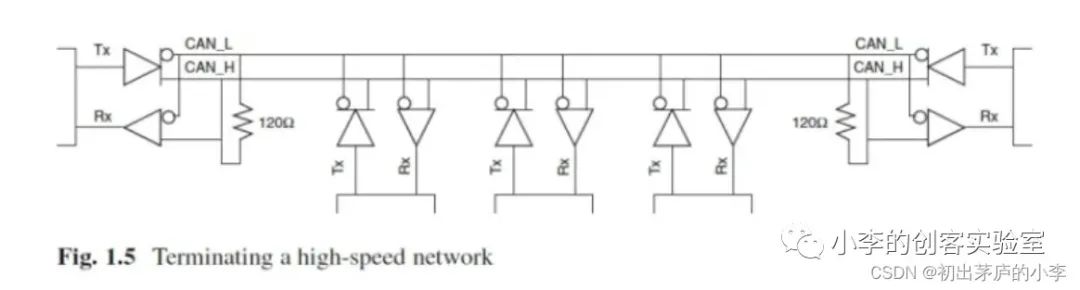 Tx
CAN_L
CAN_H
Rx
120Ω
Tx
Rx
Tx
Rx
Tx
Rx
CAN_L
CAN_H
Tx
Rx
120Ω
Fig. 1.5 Terminating a high-speed network
小李的创客实验室
CSDN @初出茅庐的小李